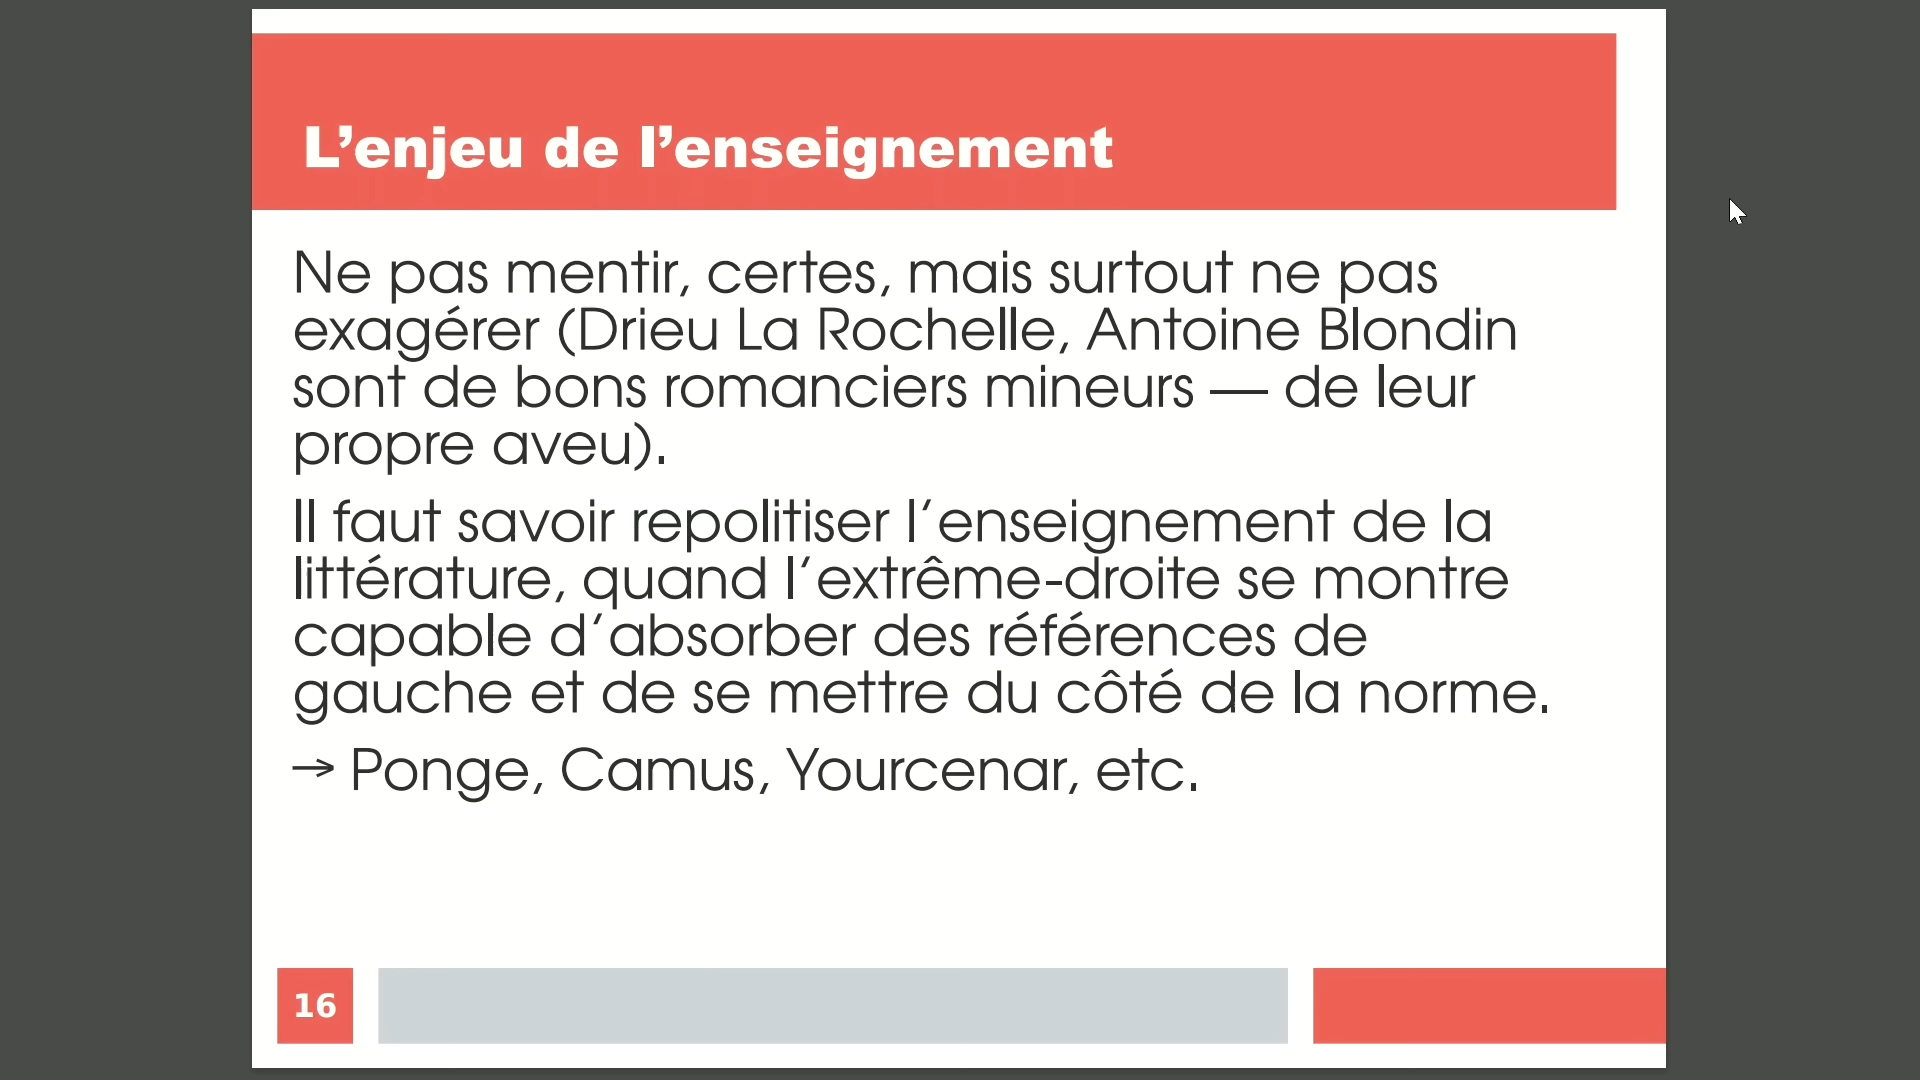 L’enjeu de l’enseignement
Ne pas mentir, certes, mais surtout ne pas
exagérer (Drieu La Rochelle, Antoine Blondin
sont de bons romanciers mineurs — de leur
propre aveu).
Il faut savoir repolitiser l’enseignement de la
littérature, quand l’extrême-droite se montre
capable d’absorber des références de
gauche et de se mettre du côté de la norme.
→ Ponge, Camus, Yourcenar, etc.
16